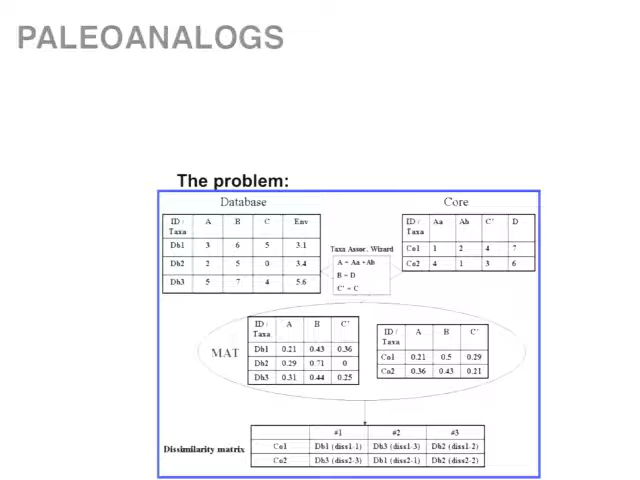 PALEOANALOGS
The problem:
Database
Core
ID / Taxa A B C Env
Db1 3 6 5 3.1
Db2 2 5 0 3.4
Db3 5 7 4 5.6
Taxa Assoc. Wizard
A = Aa +Ab
B = D
C' = C
ID / Taxa Aa Ab C' D
Co1 1 2 4 7
Co2 4 1 3 6
MAT
ID / Taxa A B C'
Db1 0.21 0.43 0.36
Db2 0.29 0.71 0
Db3 0.31 0.44 0.25
ID / Taxa A B C'
Co1 0.21 0.5 0.29
Co2 0.36 0.43 0.21
Dissimilarity matrix
#1 #2 #3
Co1 Db1 (diss1-1) Db3 (diss1-3) Db2 (diss1-2)
Co2 Db3 (diss2-3) Db1 (diss2-1) Db2 (diss2-2)